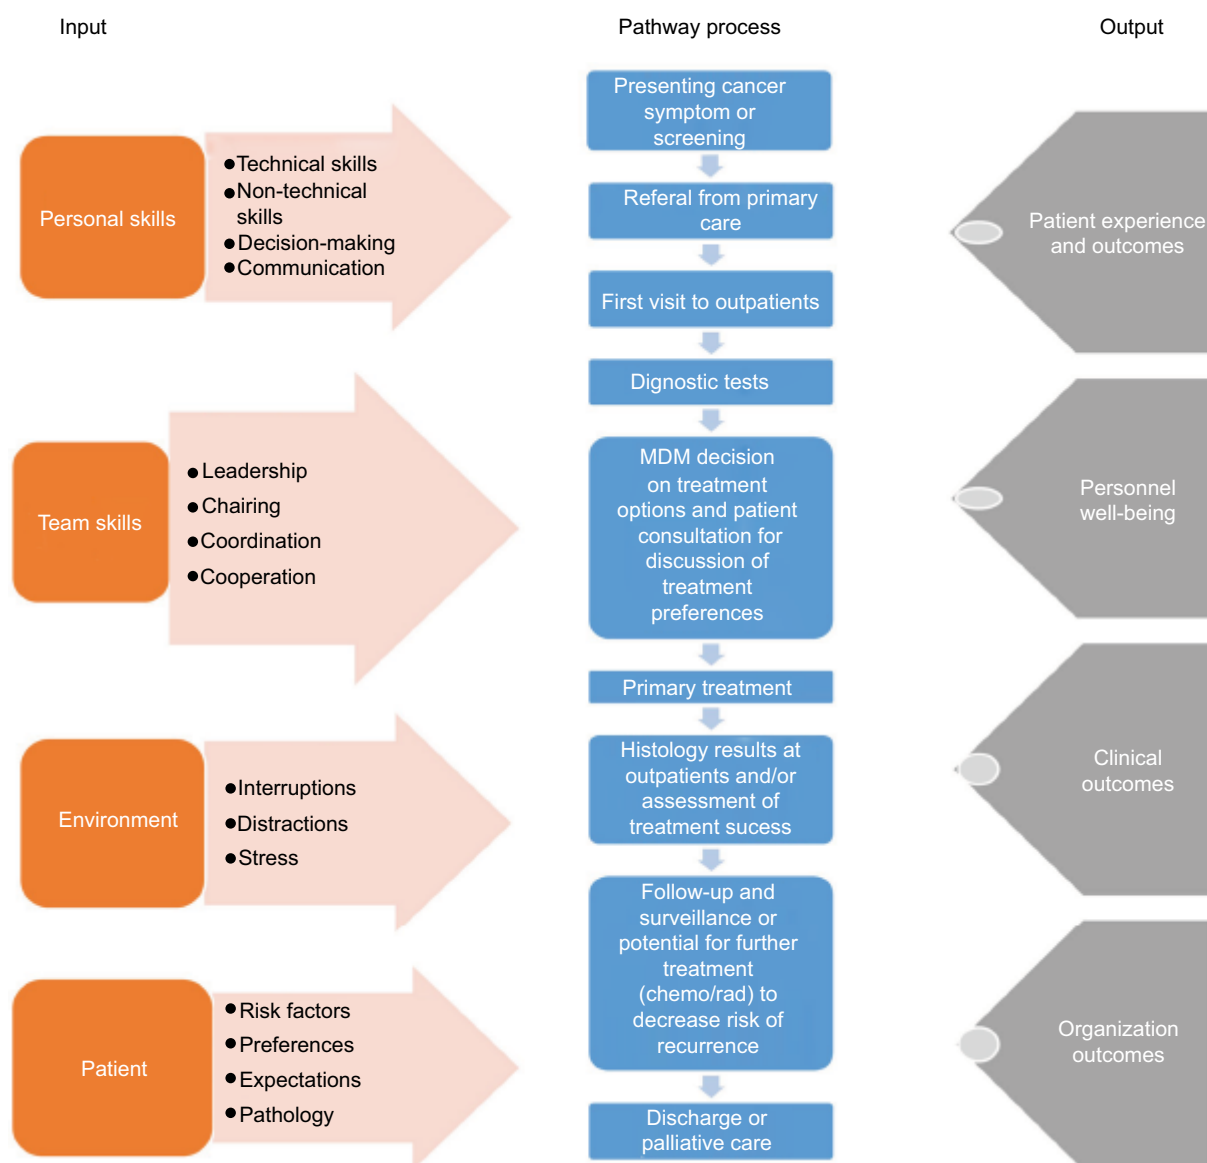 Input
Pathway process
Output
Personal skills
●Technical skills
●Non-technical
skills
●Decision-making
●Communication
Team skills
●Leadership
●Chairing
●Coordination
●Cooperation
Environment
●Interruptions
●Distractions
●Stress
Patient
●Risk factors
●Preferences
●Expectations
●Pathology
Presenting cancer
symptom or
screening
Referal from primary
care
First visit to outpatients
Dignostic tests
MDM decision
on treatment
options and patient
consultation for
discussion of
treatment
preferences
Primary treatment
Histology results at
outpatients and/or
assessment of
treatment sucess
Follow-up and
surveillance or
potential for further
treatment
(chemo/rad) to
decrease risk of
recurrence
Discharge or
palliative care
Patient experience
and outcomes
Personnel
well-being
Clinical
outcomes
Organization
outcomes